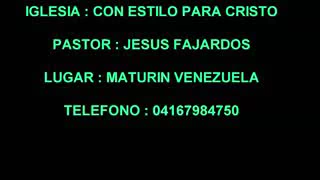 IGLESIA : CON ESTILO PARA CRISTO
PASTOR : JESUS FAJARDOS
LUGAR : MATURIN VENEZUELA
TELEFONO : 04167984750